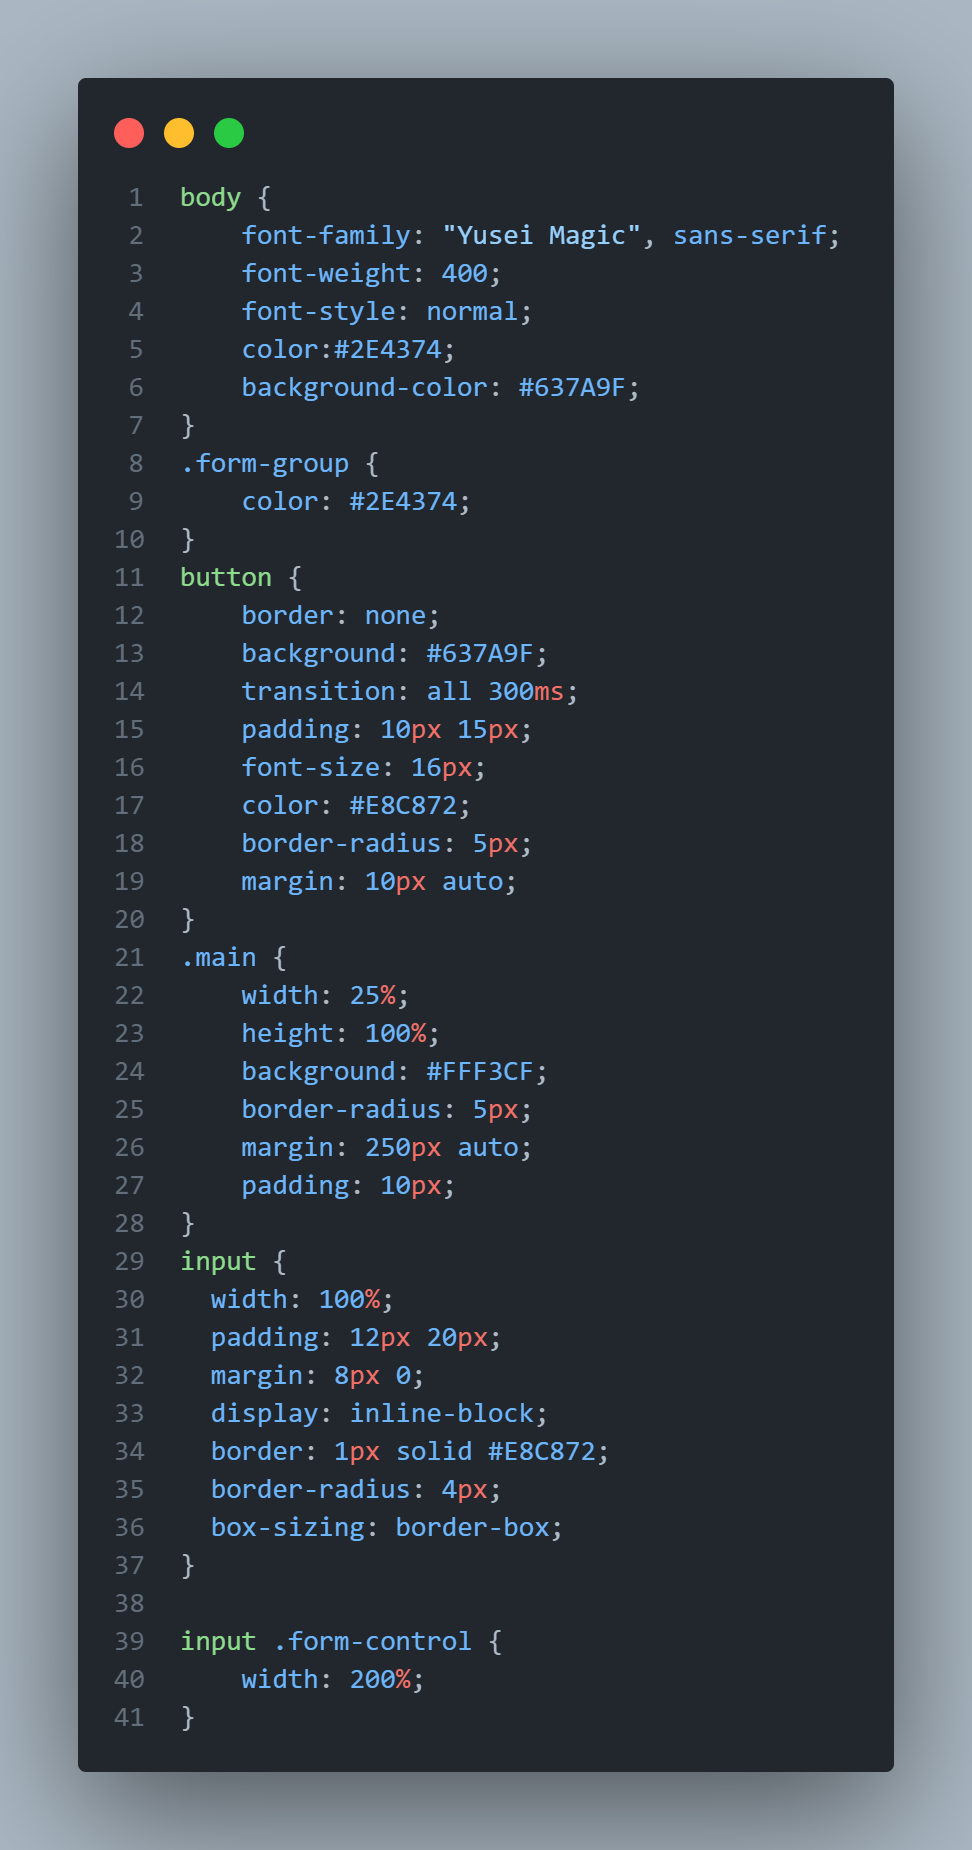 1 body {
2     font-family: "Yusei Magic", sans-serif;
3     font-weight: 400;
4     font-style: normal;
5     color:#2E4374;
6     background-color: #637A9F;
7 }
8 .form-group {
9     color: #2E4374;
10 }
11 button {
12     border: none;
13     background: #637A9F;
14     transition: all 300ms;
15     padding: 10px 15px;
16     font-size: 16px;
17     color: #E8C872;
18     border-radius: 5px;
19     margin: 10px auto;
20 }
21 .main {
22     width: 25%;
23     height: 100%;
24     background: #FFF3CF;
25     border-radius: 5px;
26     margin: 250px auto;
27     padding: 10px;
28 }
29 input {
30   width: 100%;
31   padding: 12px 20px;
32   margin: 8px 0;
33   display: inline-block;
34   border: 1px solid #E8C872;
35   border-radius: 4px;
36   box-sizing: border-box;
37 }
38
39 input .form-control {
40     width: 200%;
41 }